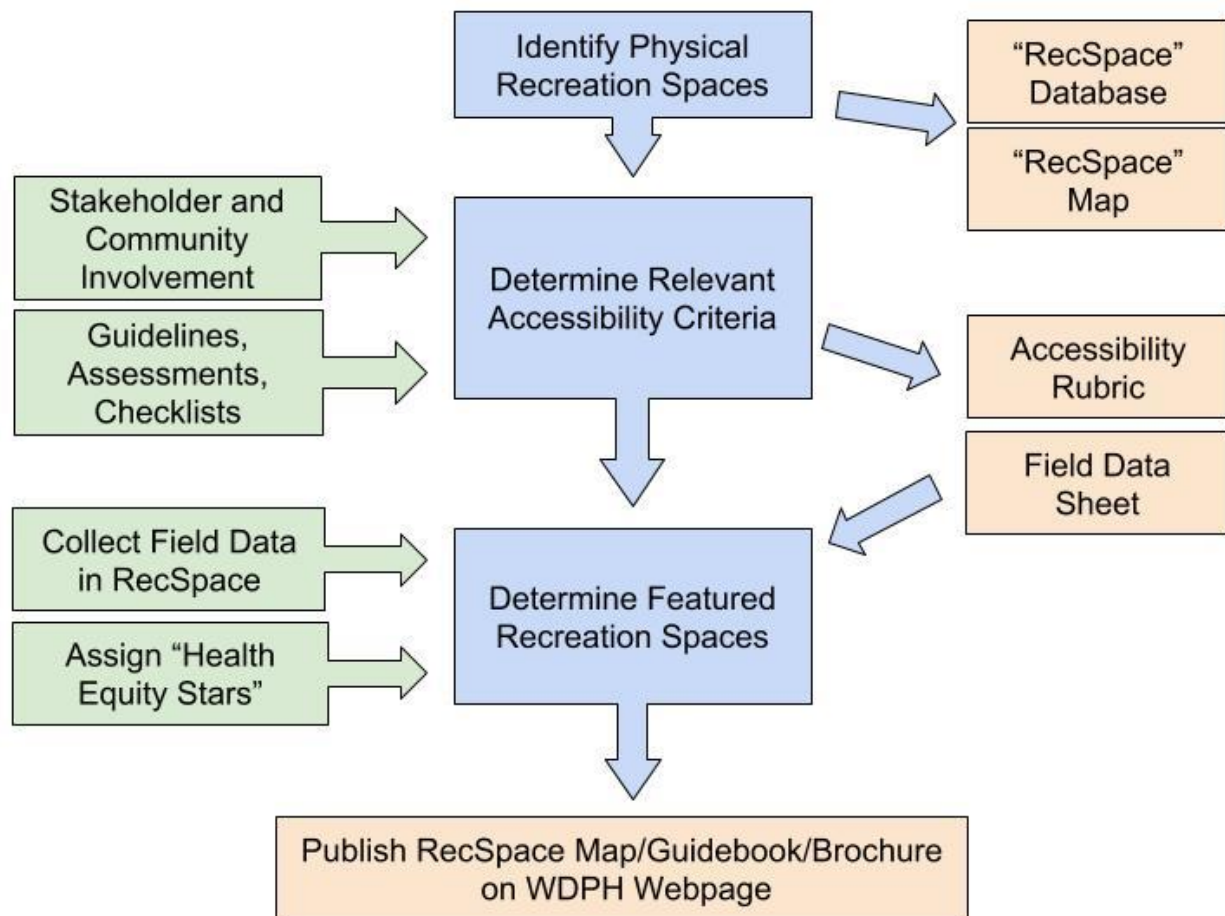 Identify Physical
Recreation Spaces
“RecSpace”
Database
“RecSpace”
Map
Stakeholder and
Community
Involvement
Guidelines,
Assessments,
Checklists
Determine Relevant
Accessibility Criteria
Accessibility
Rubric
Field Data
Sheet
Collect Field Data
in RecSpace
Assign “Health
Equity Stars”
Determine Featured
Recreation Spaces
Publish RecSpace Map/Guidebook/Brochure
on WDPH Webpage